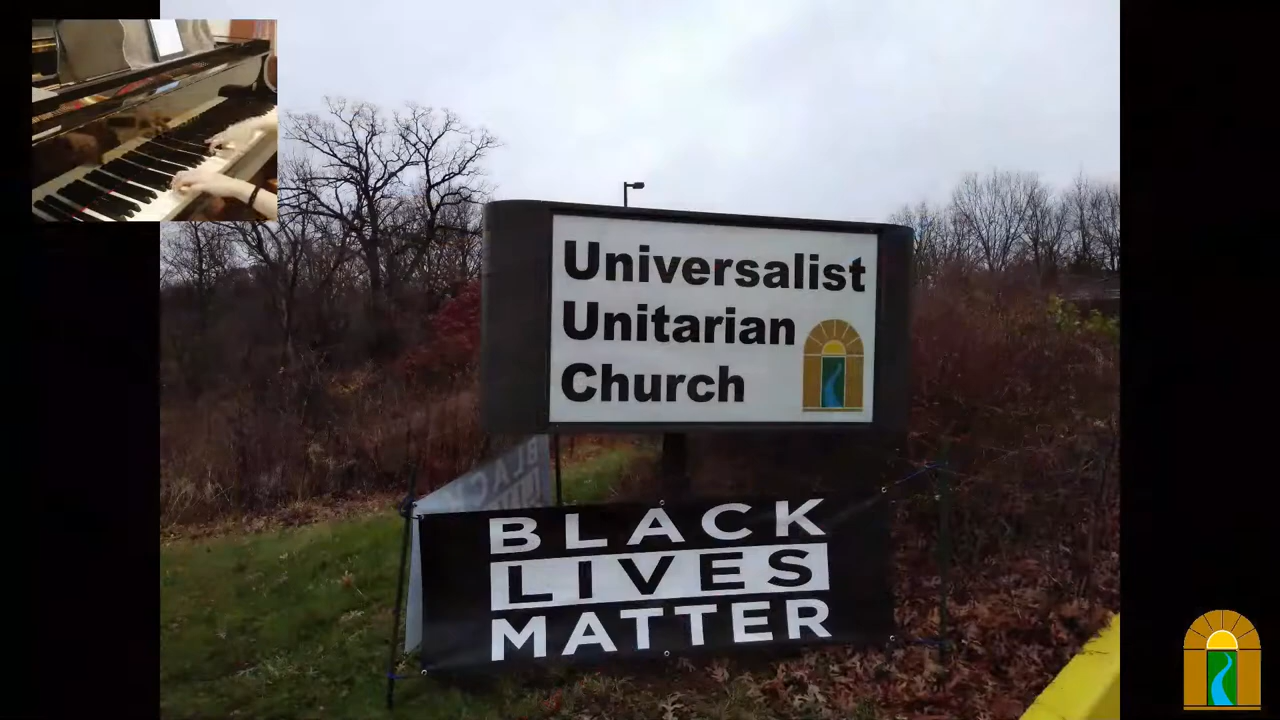 Universalist
Unitarian
Church
BLACK
LIVES
MATTER